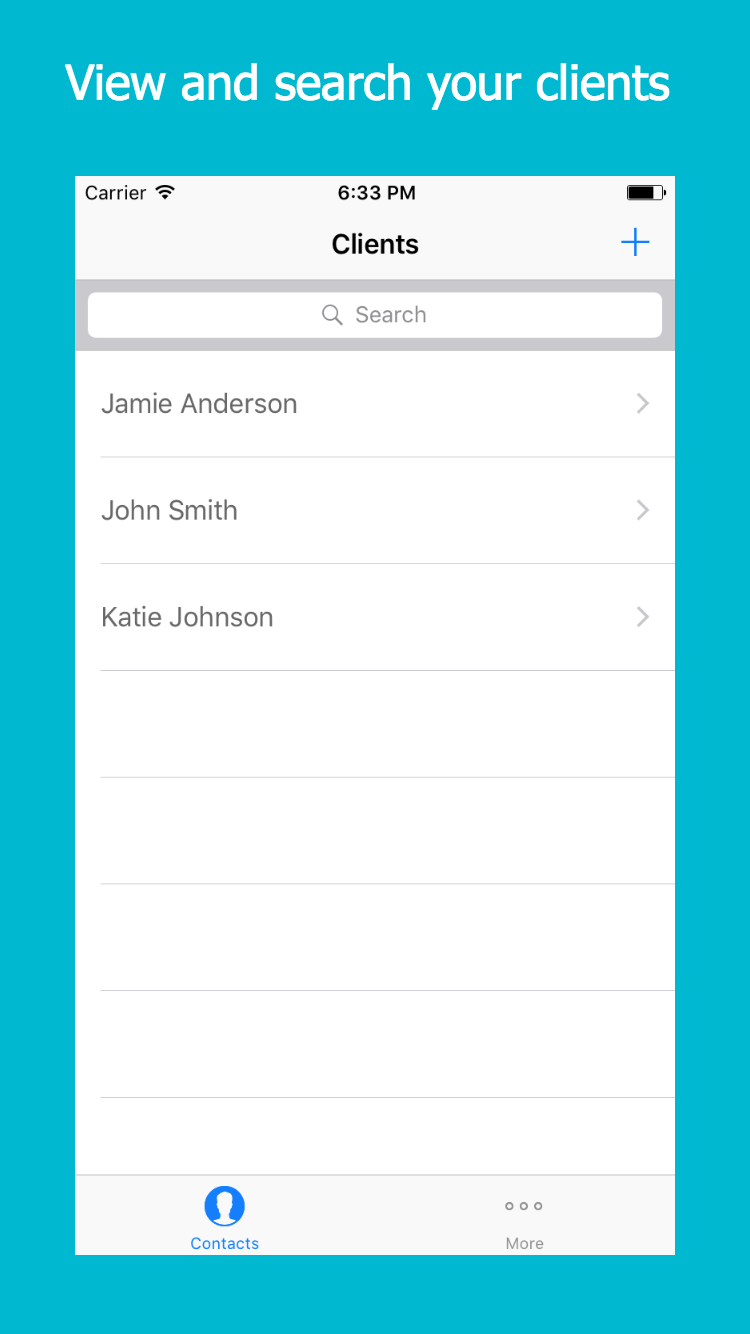 View and search your clients
Carrier 6:33 PM
Clients
Search
Jamie Anderson
John Smith
Katie Johnson
Contacts More